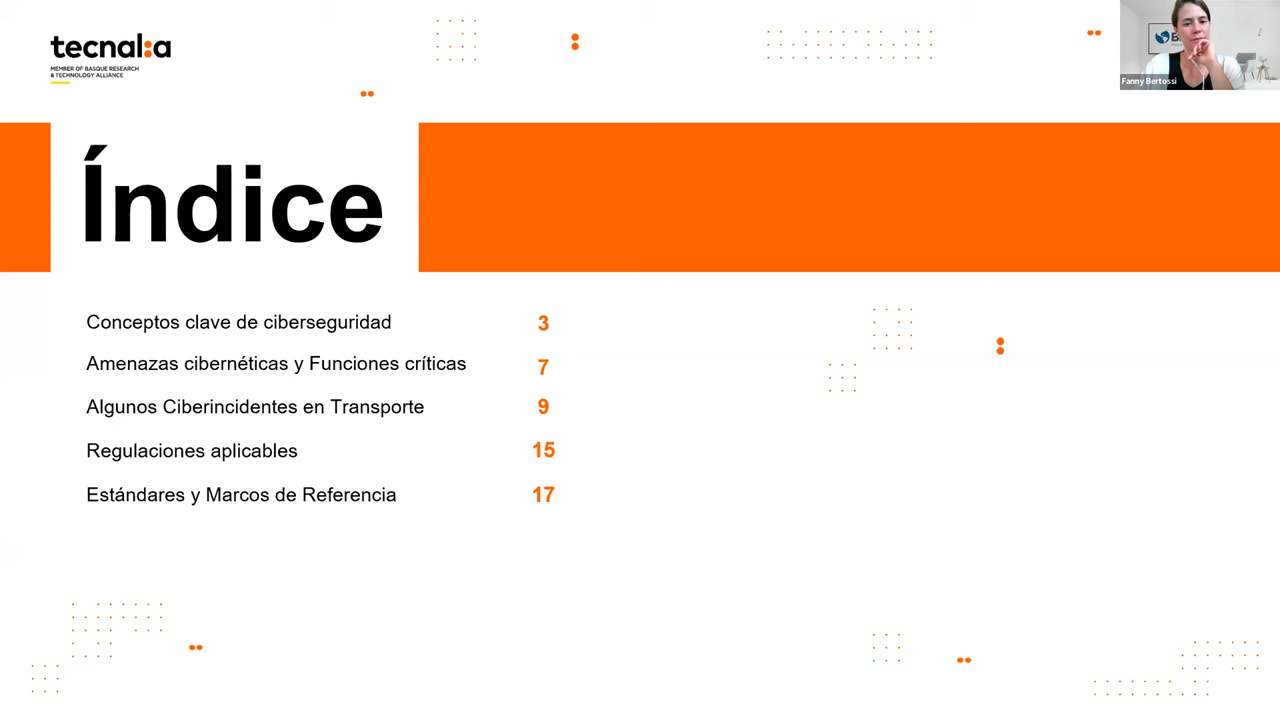 tecnal:a
MEMBER OF BASQUE RESEARCH
& TECHNOLOGY ALLIANCE
Fanny Bertossi
Índice
Conceptos clave de ciberseguridad 3
Amenazas cibernéticas y Funciones críticas 7
Algunos Ciberincidentes en Transporte 9
Regulaciones aplicables 15
Estándares y Marcos de Referencia 17